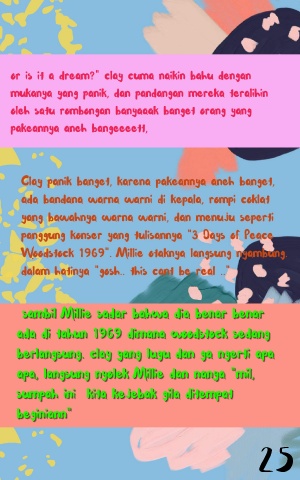 or is it a dream?" clay cuma naikin bahu dengan
mukanya yang panik, dan pandangan mereka teralihin
oleh satu rombongan banyaaak banget orang yang
pakeannya aneh bangeeeett,
Clay panik banget, karena pakeannya aneh banget,
ada bandana warna warni di kepala, rompi coklat
yang bawahnya warna warni, dan menuju seperti
panggung konser yang tulisannya "3 Days of Peace
Woodstock 1969". Millie otaknya langsung ngambung.
dalam hatinya "gosh... this cant be real ..."
sambil Millie sadar bahwa dia benar benar
ada di tahun 1969 dimana woodstock sedang
berlangsung. clay yang lugu dan ga ngerti apa
apa, langsung nyolek Millie dan nanya "mil,
sumpah ini kita kejebak gila ditempat
beginiann"
25